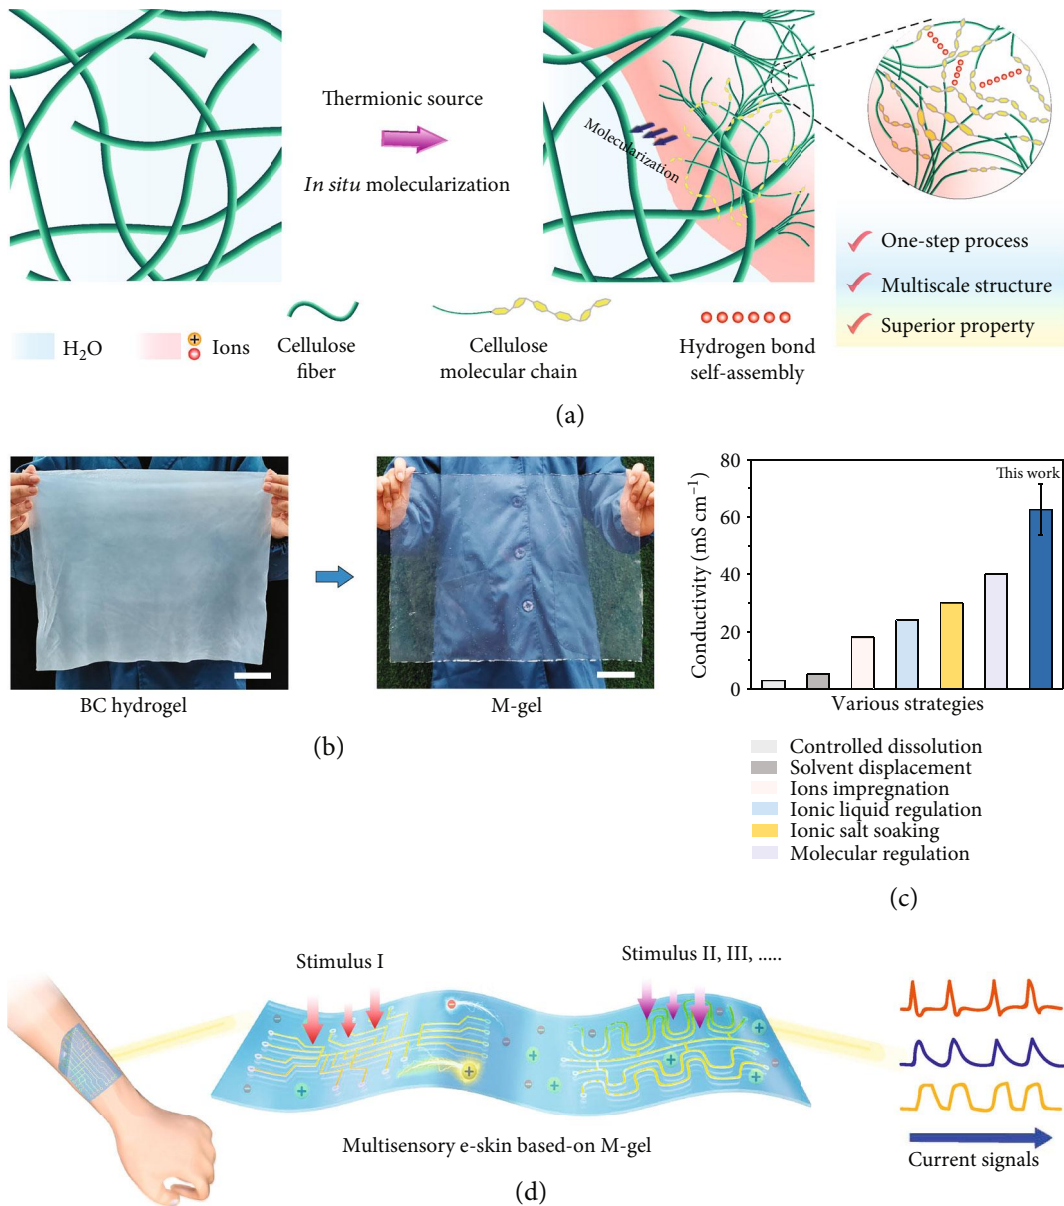 Thermionic source
In situ molecularization
Molecularization
One-step process
Multiscale structure
Superior property
H₂O
Ions
Cellulose
fiber
Cellulose
molecular chain
Hydrogen bond
self-assembly
(a)
BC hydrogel
M-gel
(b)
80
60
40
20
0
Conductivity (mS cm⁻¹)
This work
Various strategies
Controlled dissolution
Solvent displacement
Ions impregnation
Ionic liquid regulation
Ionic salt soaking
Molecular regulation
(c)
Stimulus I
Stimulus II, III, .....
Multisensory e-skin based-on M-gel
Current signals
(d)